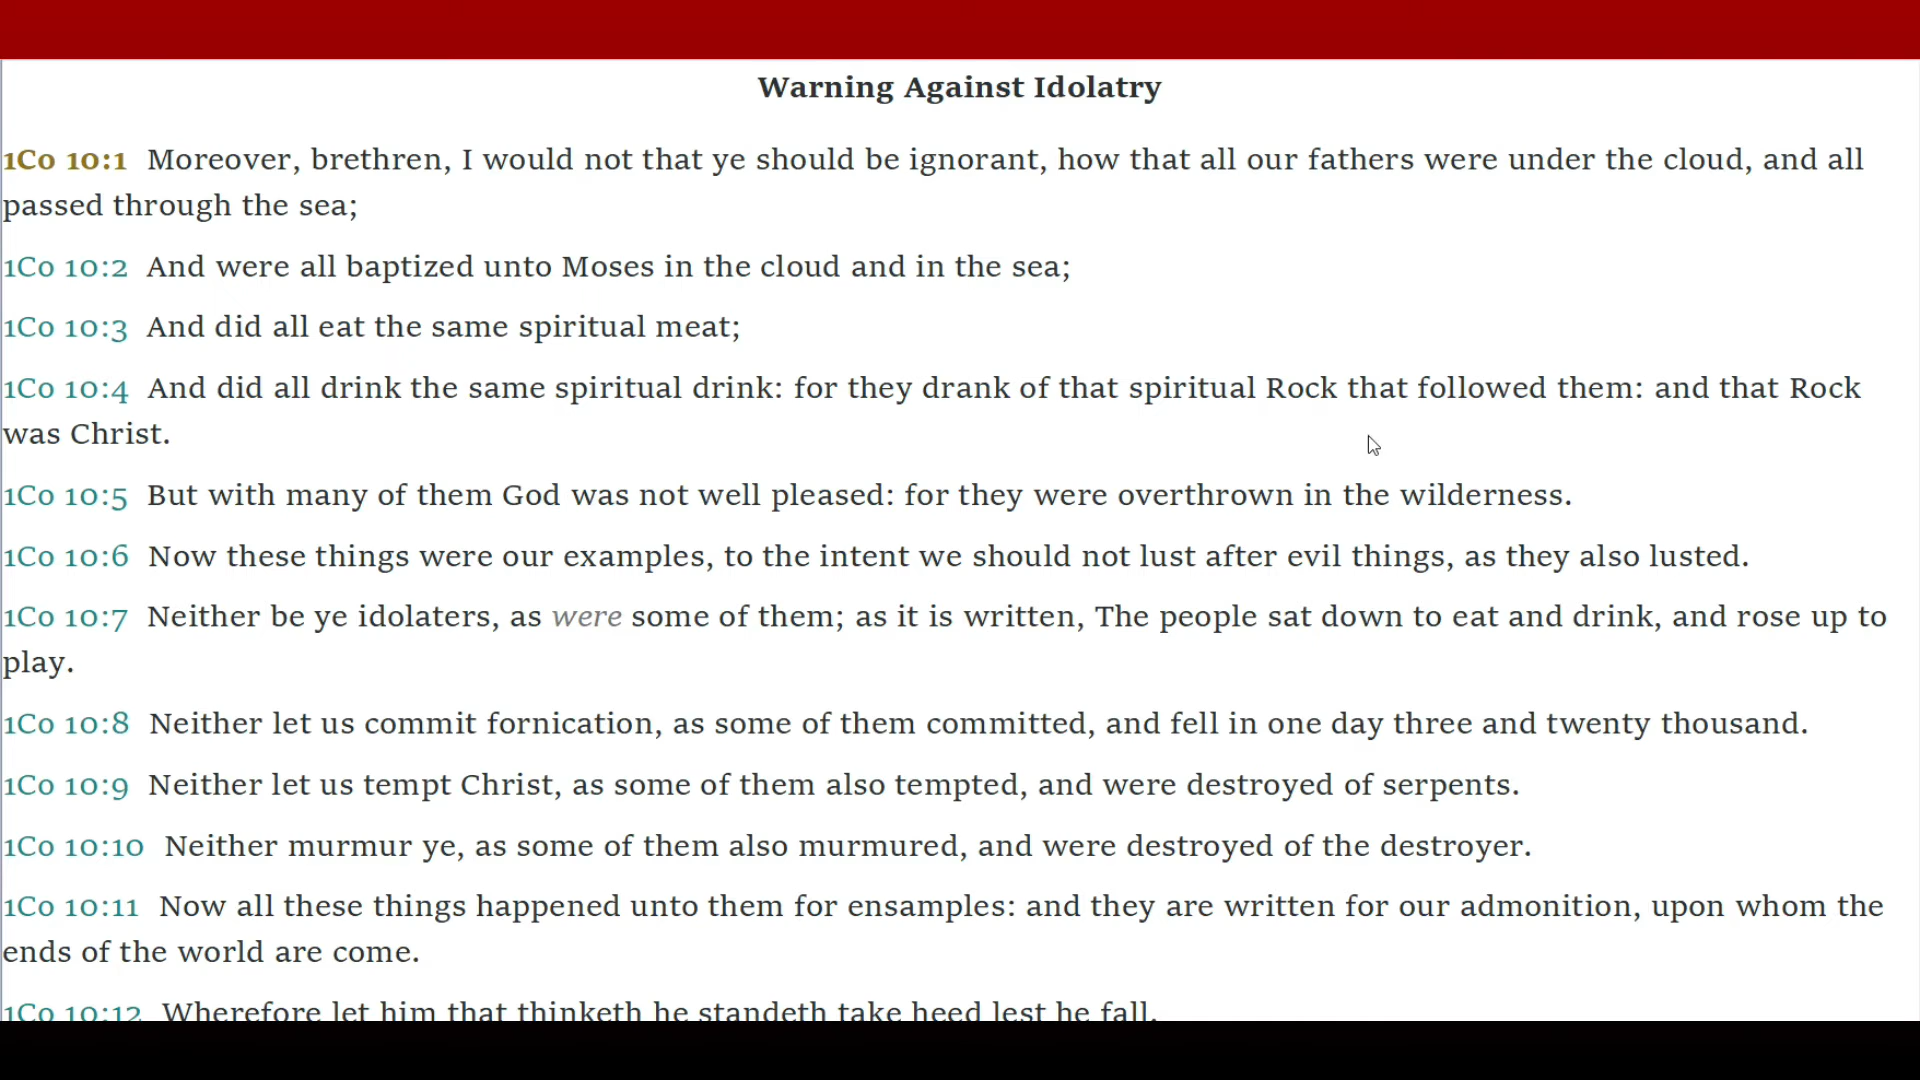 Warning Against Idolatry
1Co 10:1 Moreover, brethren, I would not that ye should be ignorant, how that all our fathers were under the cloud, and all
passed through the sea;
1Co 10:2 And were all baptized unto Moses in the cloud and in the sea;
1Co 10:3 And did all eat the same spiritual meat;
1Co 10:4 And did all drink the same spiritual drink: for they drank of that spiritual Rock that followed them: and that Rock
was Christ.
1Co 10:5 But with many of them God was not well pleased: for they were overthrown in the wilderness.
1Co 10:6 Now these things were our examples, to the intent we should not lust after evil things, as they also lusted.
1Co 10:7 Neither be ye idolaters, as were some of them; as it is written, The people sat down to eat and drink, and rose up to
play.
1Co 10:8 Neither let us commit fornication, as some of them committed, and fell in one day three and twenty thousand.
1Co 10:9 Neither let us tempt Christ, as some of them also tempted, and were destroyed of serpents.
1Co 10:10 Neither murmur ye, as some of them also murmured, and were destroyed of the destroyer.
1Co 10:11 Now all these things happened unto them for ensamples: and they are written for our admonition, upon whom the
ends of the world are come.
1Co 10:12 Wherefore let him that thinketh he standeth take heed lest he fall.